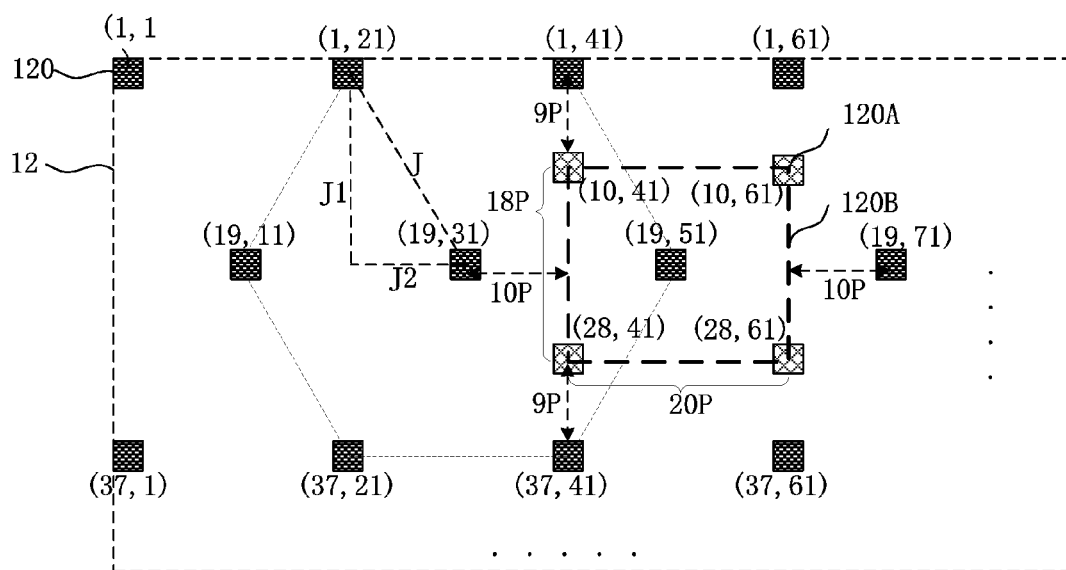 (1, 1
(1, 21)
(1, 41)
(1, 61)
120
9P
120A
12
J
18P
(10, 41)
(10, 61)
J1
120B
(19, 11)
(19, 31)
(19, 51)
(19, 71)
J2
10P
10P
(28, 41)
(28, 61)
9P
20P
(37, 1)
(37, 21)
(37, 41)
(37, 61)